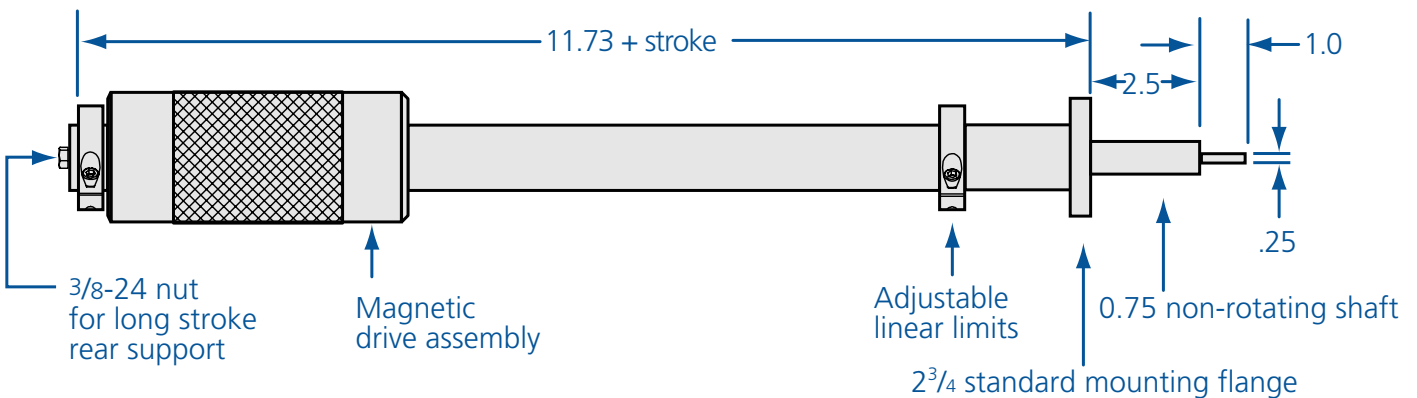 11.73 + stroke
1.0
2.5
.25
3/8-24 nut
for long stroke
rear support
Magnetic
drive assembly
Adjustable
linear limits
0.75 non-rotating shaft
2 3/4 standard mounting flange